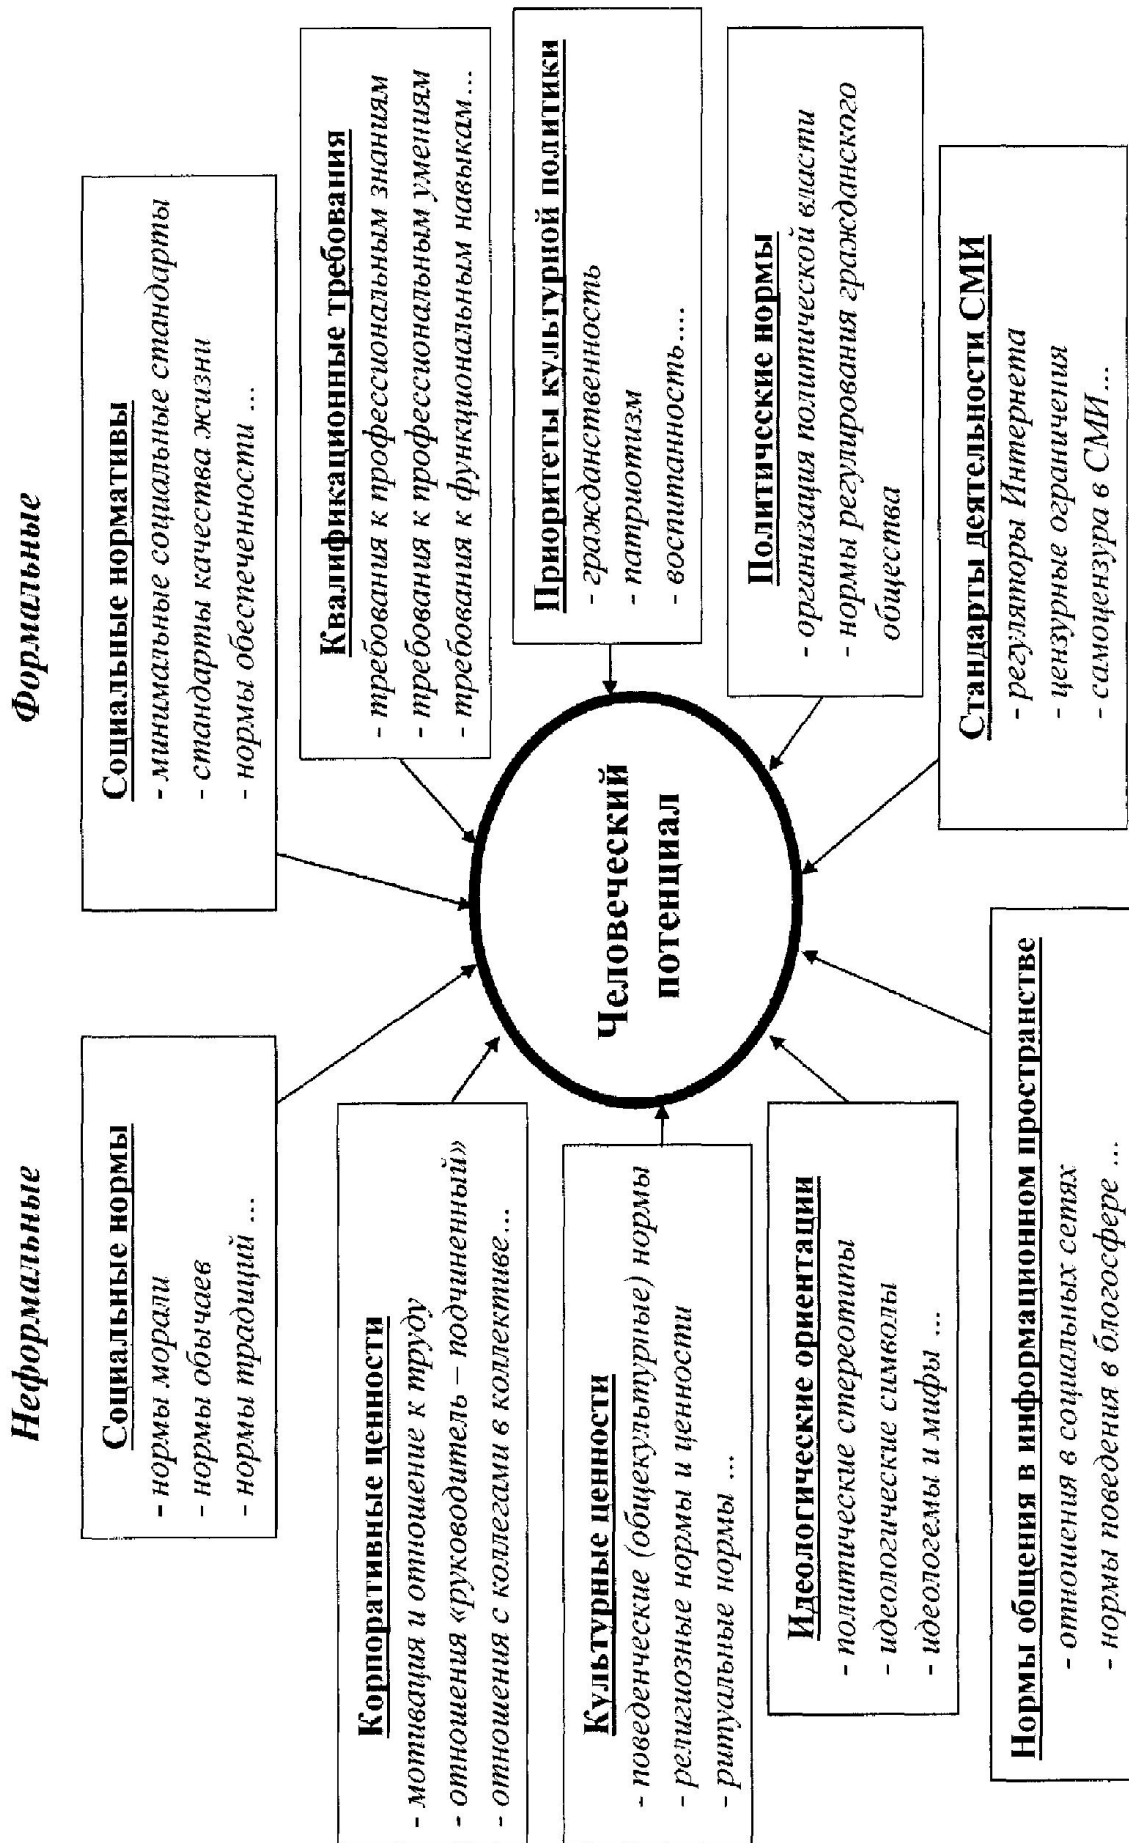 Неформальные
Формальные
Социальные нормы
- нормы морали
- нормы обычаев
- нормы традиций ...
Корпоративные ценности
- мотивация и отношение к труду
- отношения «руководитель – подчиненный»
- отношения с коллегами в коллективе...
Культурные ценности
- поведенческие (общекультурные) нормы
- религиозные нормы и ценности
- ритуальные нормы ...
Идеологические ориентации
- политические стереотипы
- идеологические символы
- идеологемы и мифы ...
Нормы общения в информационном пространстве
- отношения в социальных сетях
- нормы поведения в блогосфере ...
Человеческий
потенциал
Социальные нормативы
- минимальные социальные стандарты
- стандарты качества жизни
- нормы обеспеченности ...
Квалификационные требования
- требования к профессиональным знаниям
- требования к профессиональным умениям
- требования к функциональным навыкам...
Приоритеты культурной политики
- гражданственность
- патриотизм
- воспитанность....
Политические нормы
- организация политической власти
- нормы регулирования гражданского
общества
Стандарты деятельности СМИ
- регуляторы Интернета
- цензурные ограничения
- самоцензура в СМИ...